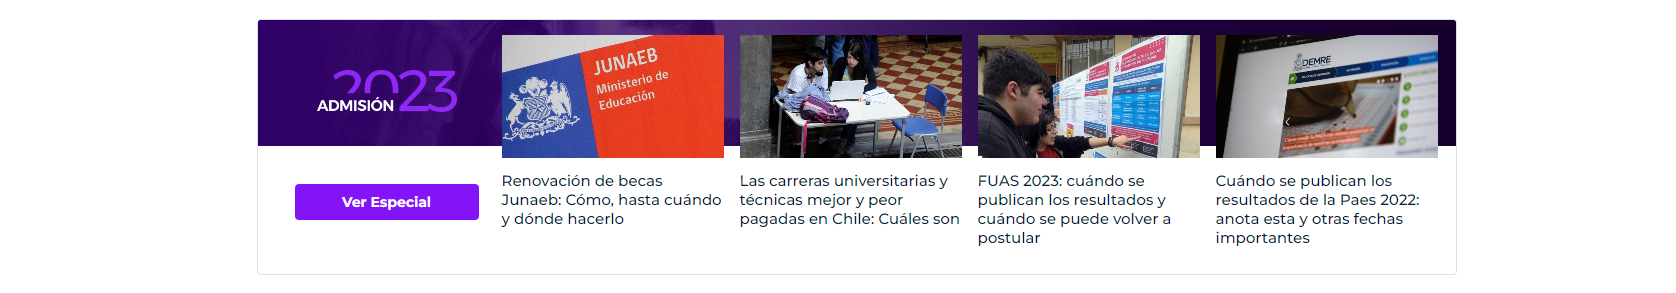 2023
ADMISIÓN
Ver Especial
JUNAEB
Ministerio de
Educación
Renovación de becas
Junaeb: Cómo, hasta cuándo
y dónde hacerlo
Las carreras universitarias y
técnicas mejor y peor
pagadas en Chile: Cuáles son
FUAS 2023: cuándo se
publican los resultados y
cuándo se puede volver a
postular
DEMRE
Cuándo se publican los
resultados de la Paes 2022:
anota esta y otras fechas
importantes